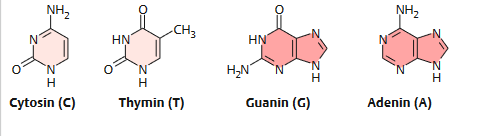 NH₂
N
O
N
H
Cytosin (C)
O
HN
CH₃
O
N
H
Thymin (T)
O
HN
N
H₂N
N
N
H
Guanin (G)
NH₂
N
N
N
N
H
Adenin (A)